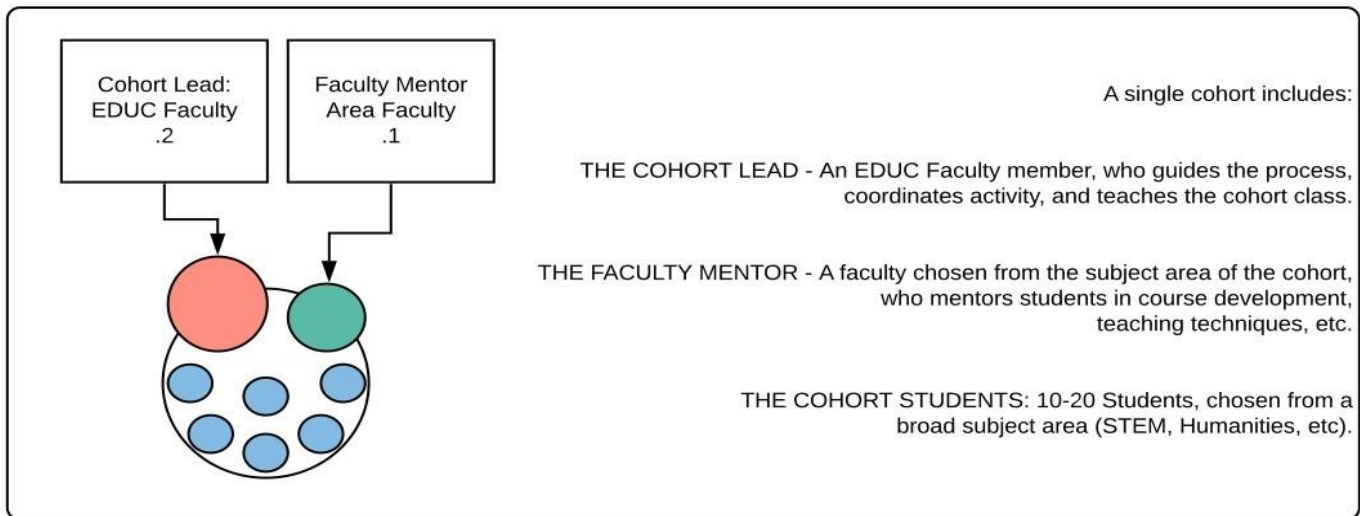 Cohort Lead:
EDUC Faculty
.2
Faculty Mentor
Area Faculty
.1
A single cohort includes:
THE COHORT LEAD - An EDUC Faculty member, who guides the process,
coordinates activity, and teaches the cohort class.
THE FACULTY MENTOR - A faculty chosen from the subject area of the cohort,
who mentors students in course development,
teaching techniques, etc.
THE COHORT STUDENTS: 10-20 Students, chosen from a
broad subject area (STEM, Humanities, etc).